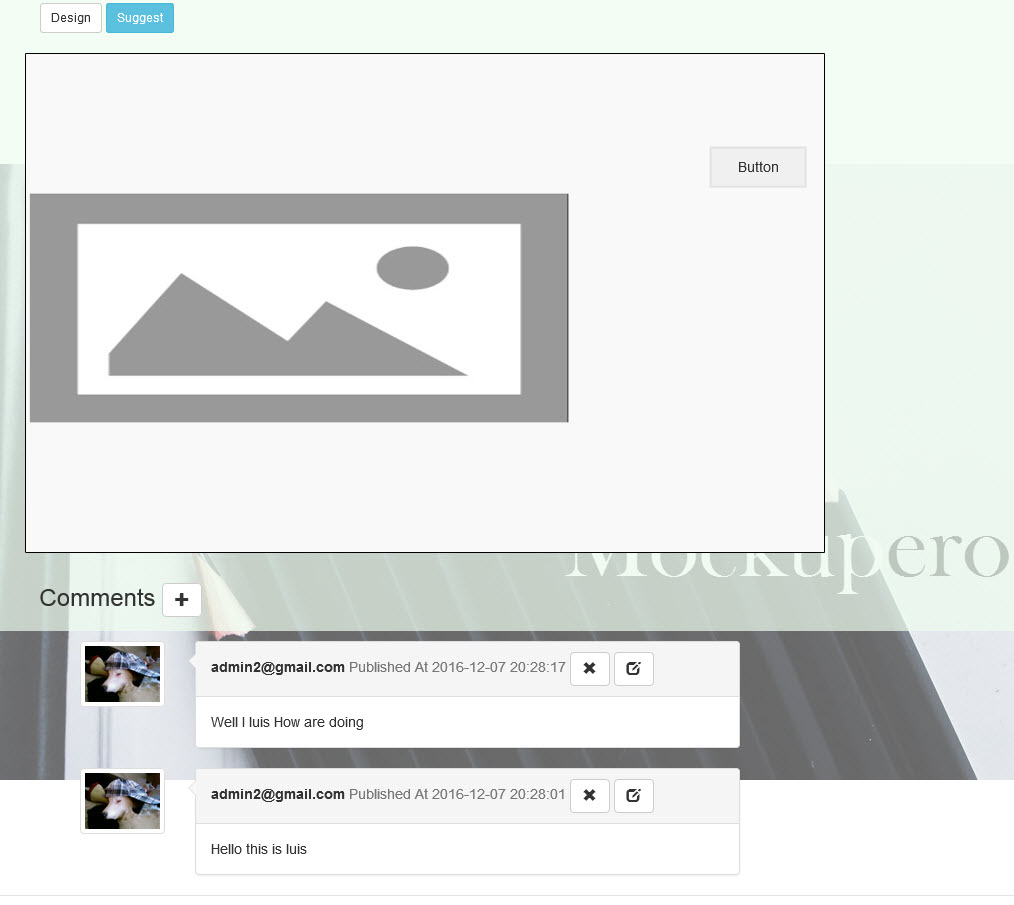 Design Suggest
Button
Mockupero
Comments
admin2@gmail.com Published At 2016-12-07 20:28:17
Well I luis How are doing
admin2@gmail.com Published At 2016-12-07 20:28:01
Hello this is luis